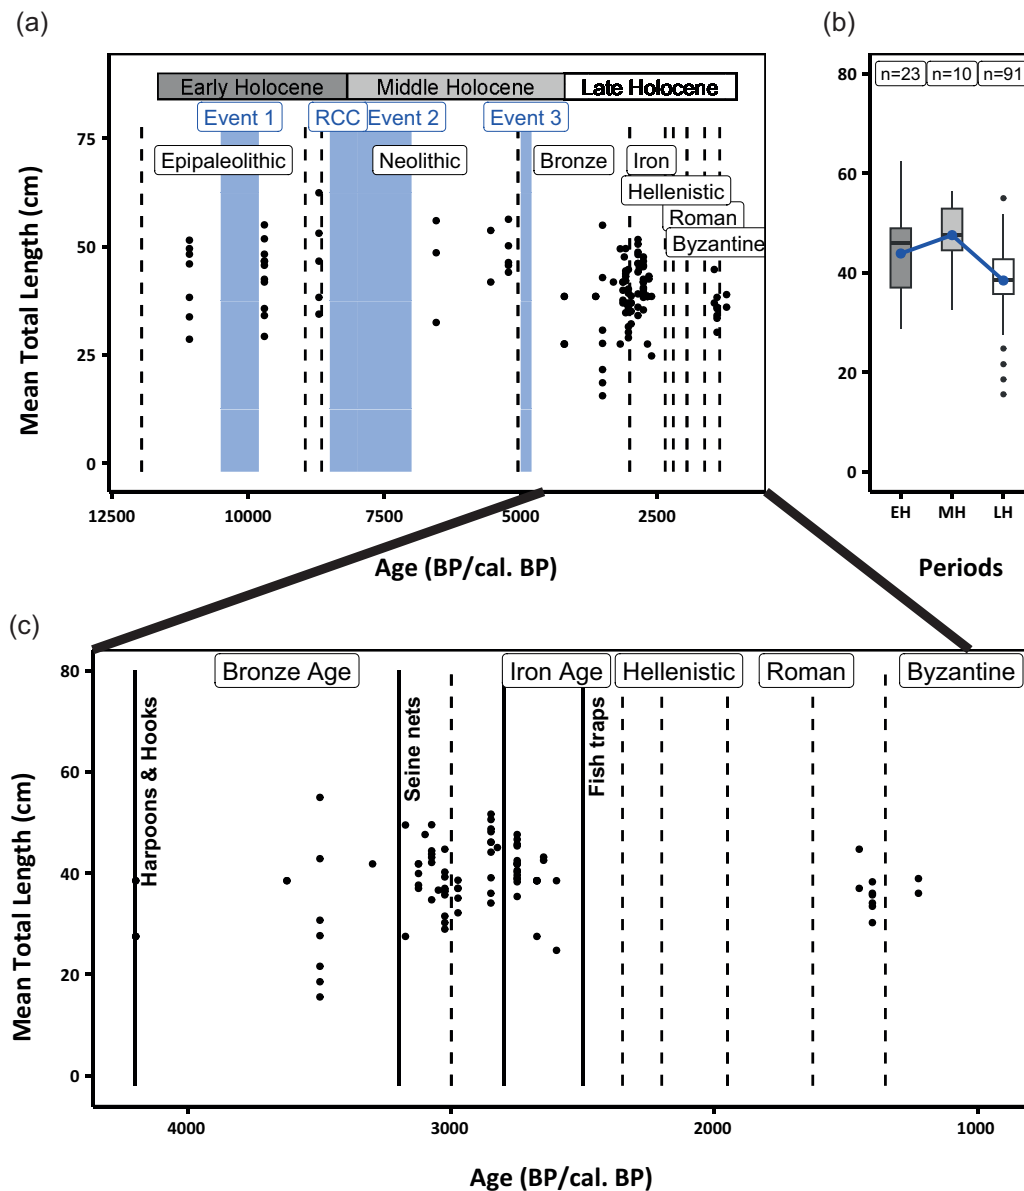 (a)
(b)
Early Holocene
Middle Holocene
Late Holocene
Event 1
RCC
Event 2
Event 3
Epipaleolithic
Neolithic
Bronze
Iron
Hellenistic
Roman
Byzantine
75
50
25
0
Mean Total Length (cm)
12500
10000
7500
5000
2500
Age (BP/cal. BP)
n=23
n=10
n=91
80
60
40
20
0
EH
MH
LH
Periods
(c)
Bronze Age
Iron Age
Hellenistic
Roman
Byzantine
Harpoons & Hooks
Seine nets
Fish traps
80
60
40
20
0
Mean Total Length (cm)
4000
3000
2000
1000
Age (BP/cal. BP)